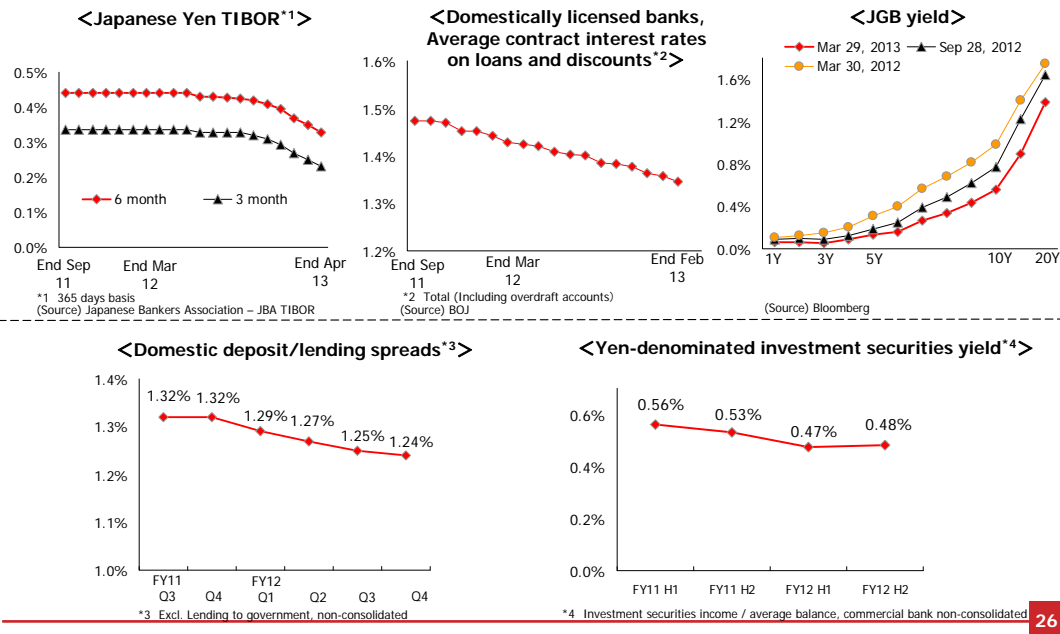 <Japanese Yen TIBOR*1>
0.5%
0.4%
0.3%
0.2%
0.1%
0.0%
6 month
3 month
End Sep
11
End Mar
12
End Apr
13
*1 365 days basis
(Source) Japanese Bankers Association – JBA TIBOR
<Domestically licensed banks,
Average contract interest rates
on loans and discounts*2>
1.6%
1.5%
1.4%
1.3%
1.2%
End Sep
11
End Mar
12
End Feb
13
*2 Total (Including overdraft accounts)
(Source) BOJ
<JGB yield>
Mar 29, 2013
Sep 28, 2012
Mar 30, 2012
1.6%
1.2%
0.8%
0.4%
0.0%
1Y
3Y
5Y
10Y
20Y
(Source) Bloomberg
<Domestic deposit/lending spreads*3>
1.4%
1.3%
1.2%
1.1%
1.0%
1.32%
1.32%
1.29%
1.27%
1.25%
1.24%
FY11
Q3
Q4
FY12
Q1
Q2
Q3
Q4
*3 Excl. Lending to government, non-consolidated
<Yen-denominated investment securities yield*4>
0.6%
0.4%
0.2%
0.0%
0.56%
0.53%
0.47%
0.48%
FY11 H1
FY11 H2
FY12 H1
FY12 H2
*4 Investment securities income / average balance, commercial bank non-consolidated
26